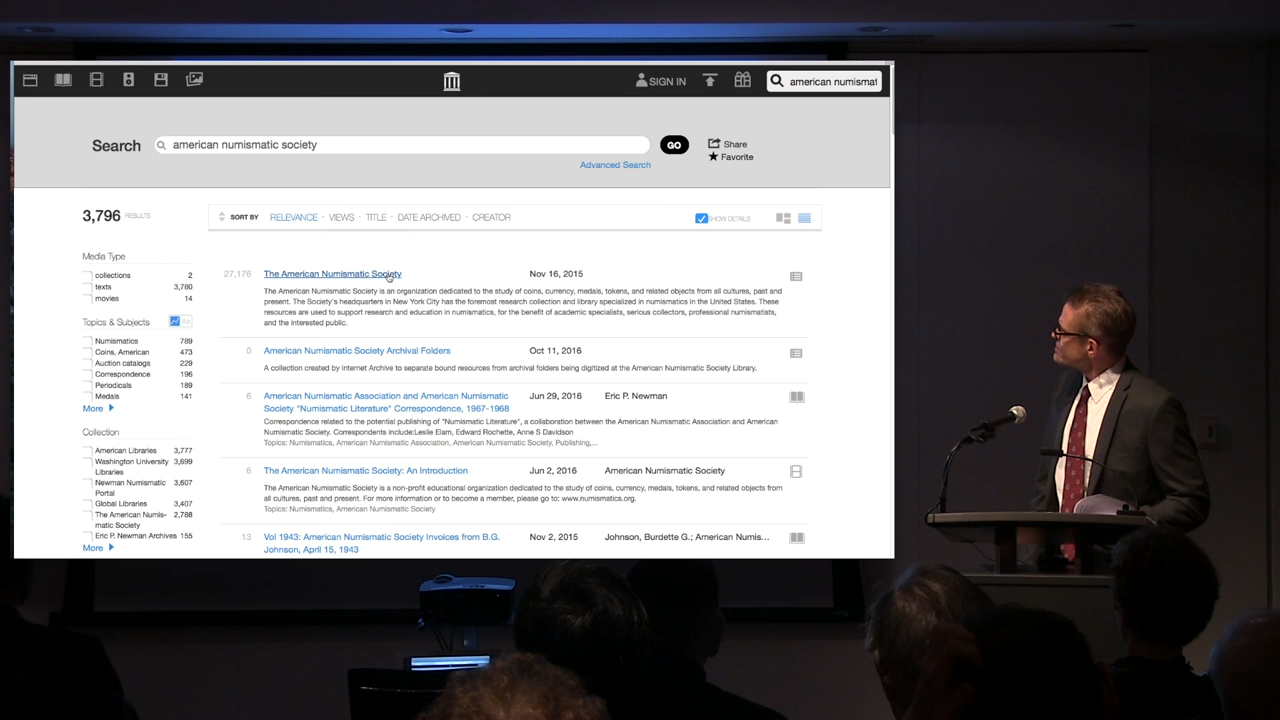 SIGN IN
american numismat
Search
american numismatic society
GO
Share
Favorite
Advanced Search
3,796 RESULTS
SORT BY RELEVANCE · VIEWS · TITLE · DATE ARCHIVED · CREATOR
SHOW DETAILS
Media Type
collections 2
texts 3,780
movies 14
Topics & Subjects
Numismatics 789
Coins, American 473
Auction catalogs 229
Correspondence 196
Periodicals 189
Medals 141
More
Collection
American Libraries 3,777
Washington University 3,699
Libraries
Newman Numismatic 3,607
Portal
Global Libraries 3,407
The American Numis- 2,788
matic Society
Eric P. Newman Archives 155
More
27,176 The American Numismatic Society Nov 16, 2015
The American Numismatic Society is an organization dedicated to the study of coins, currency, medals, tokens, and related objects from all cultures, past and
present. The Society's headquarters in New York City has the foremost research collection and library specialized in numismatics in the United States. These
resources are used to support research and education in numismatics, for the benefit of academic specialists, serious collectors, professional numismatists,
and the interested public.
0 American Numismatic Society Archival Folders Oct 11, 2016
A collection created by Internet Archive to separate bound resources from archival folders being digitized at the American Numismatic Society Library.
6 American Numismatic Association and American Numismatic Jun 29, 2016 Eric P. Newman
Society "Numismatic Literature" Correspondence, 1967-1968
Correspondence related to the potential publishing of "Numismatic Literature", a collaboration between the American Numismatic Association and American
Numismatic Society. Correspondents include:Leslie Elam, Edward Rochette, Anne S Davidson
Topics: Numismatics, American Numismatic Association, American Numismatic Society, Publishing,...
6 The American Numismatic Society: An Introduction Jun 2, 2016 American Numismatic Society
The American Numismatic Society is a non-profit educational organization dedicated to the study of coins, currency, medals, tokens, and related objects from
all cultures, past and present. For more information or to become a member, please go to: www.numismatics.org.
Topics: Numismatics, American Numismatic Society
13 Vol 1943: American Numismatic Society Invoices from B.G. Nov 2, 2015 Johnson, Burdette G.; American Numis...
Johnson, April 15, 1943